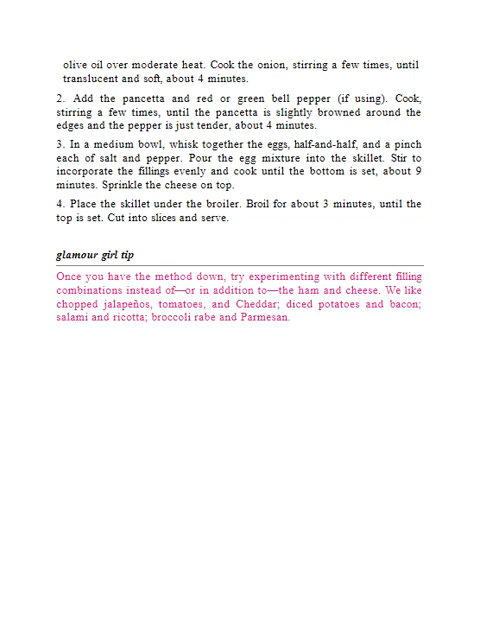 olive oil over moderate heat. Cook the onion, stirring a few times, until
translucent and soft, about 4 minutes.
2. Add the pancetta and red or green bell pepper (if using). Cook,
stirring a few times, until the pancetta is slightly browned around the
edges and the pepper is just tender, about 4 minutes.
3. In a medium bowl, whisk together the eggs, half-and-half, and a pinch
each of salt and pepper. Pour the egg mixture into the skillet. Stir to
incorporate the fillings evenly and cook until the bottom is set, about 9
minutes. Sprinkle the cheese on top.
4. Place the skillet under the broiler. Broil for about 3 minutes, until the
top is set. Cut into slices and serve.
glamour girl tip
Once you have the method down, try experimenting with different filling
combinations instead of—or in addition to—the ham and cheese. We like
chopped jalapeños, tomatoes, and Cheddar; diced potatoes and bacon;
salami and ricotta; broccoli rabe and Parmesan.